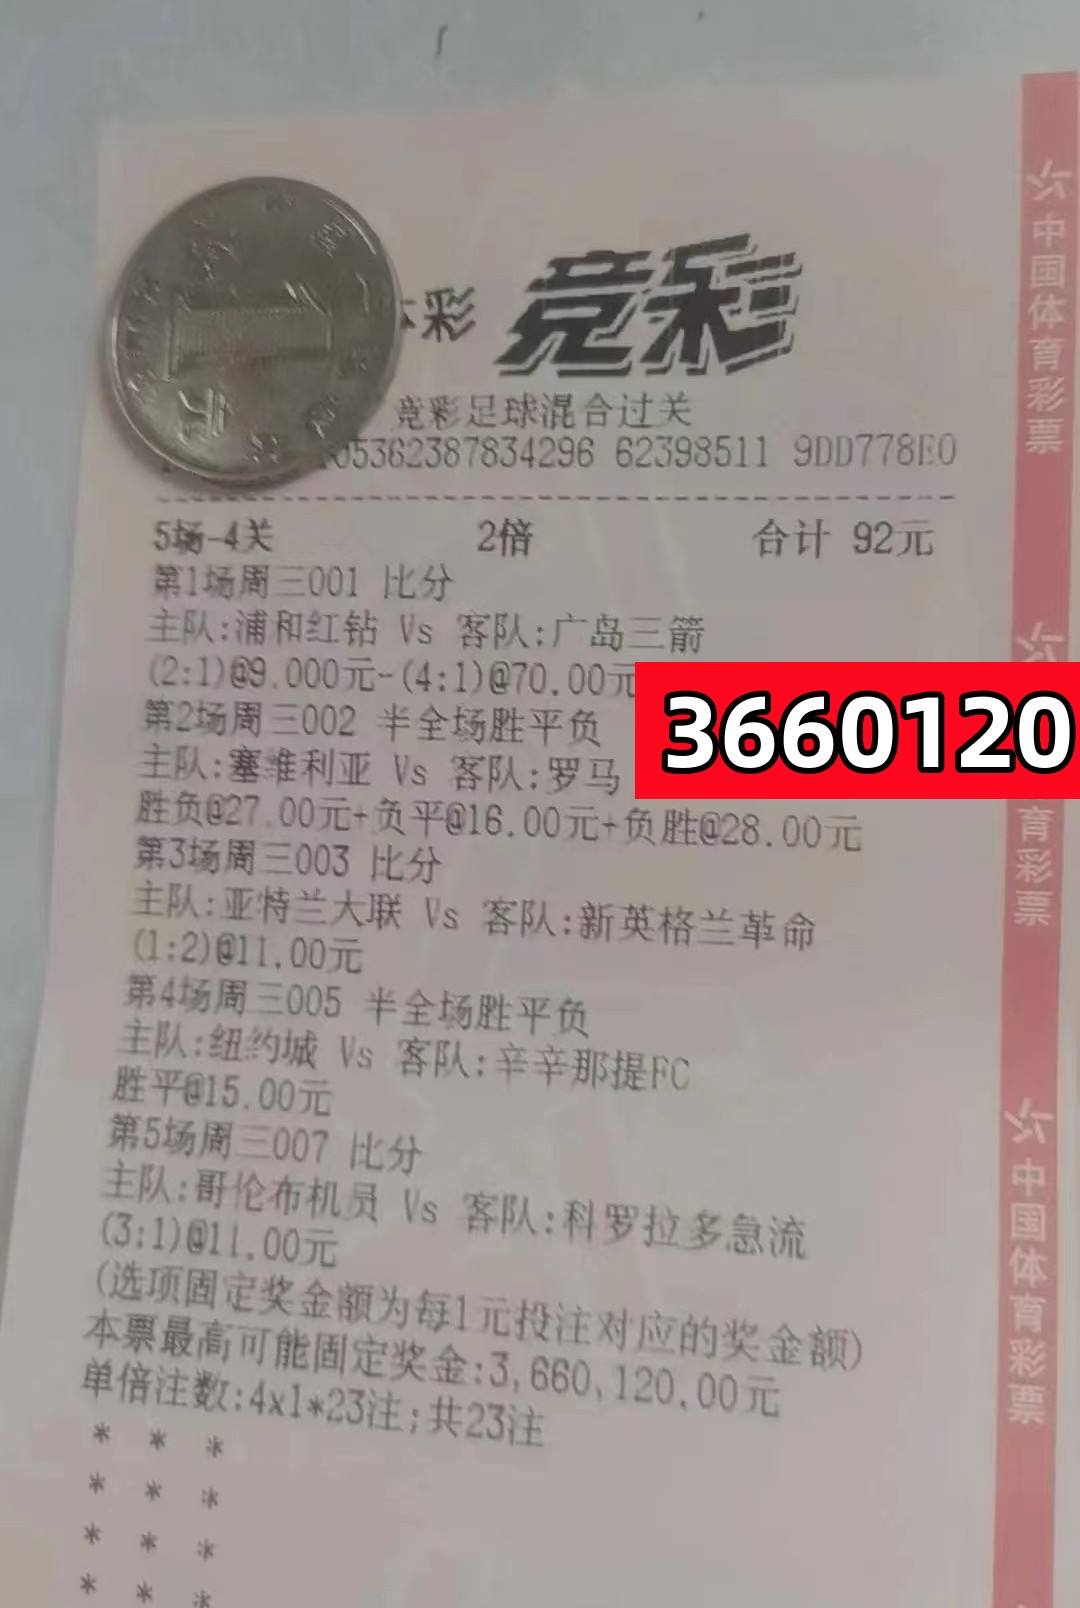 体彩 竞彩
竞彩足球混合过关
05362387834296 62398511 9DD778E0
5场-4关 2倍 合计 92元
第1场周三001 比分
主队:浦和红钻 Vs 客队:广岛三箭
(2:1)@9.000元-(4:1)@70.00元
第2场周三002 半全场胜平负
主队:塞维利亚 Vs 客队:罗马
胜负@27.00元+负平@16.00元+负胜@28.00元
第3场周三003 比分
主队:亚特兰大联 Vs 客队:新英格兰革命
(1:2)@11.00元
第4场周三005 半全场胜平负
主队:纽约城 Vs 客队:辛辛那提FC
胜平@15.00元
第5场周三007 比分
主队:哥伦布机员 Vs 客队:科罗拉多急流
(3:1)@11.00元
(选项固定奖金额为每1元投注对应的奖金额)
本票最高可能固定奖金:3,660,120.00元
单倍注数:4x1*23注;共23注
* * *
* * *
* * *
* * *
3660120
中国体育彩票
育彩票
中国体育彩票